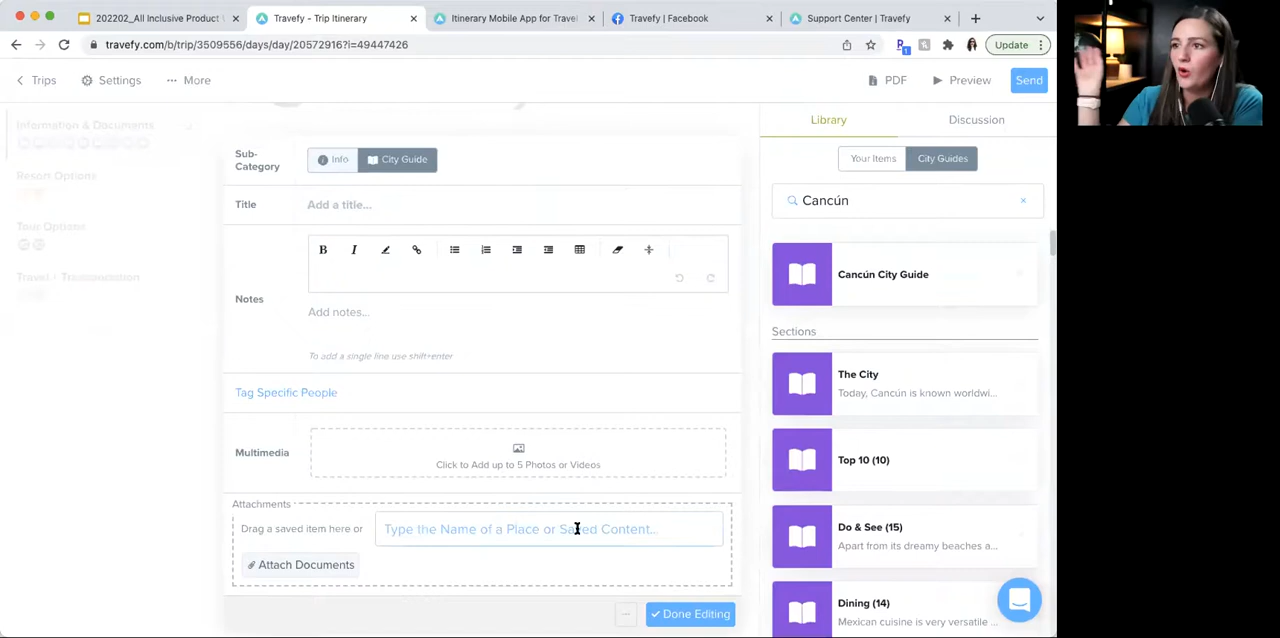 202202_All Inclusive Product
Travefy - Trip Itinerary
Itinerary Mobile App for Travel
Travefy | Facebook
Support Center | Travefy
travefy.com/b/trip/3509556/days/day/20572916?i=49447426
Update
Trips
Settings
More
PDF
Preview
Send
Information & Documents
Resort Options
Tour Options
Travel + Transportation
Sub-
Category
Info
City Guide
Title
Add a title...
Notes
B I
Add notes...
To add a single line use shift+enter
Tag Specific People
Multimedia
Click to Add up to 5 Photos or Videos
Attachments
Drag a saved item here or
Type the Name of a Place or Saved Content...
Attach Documents
Done Editing
Library
Discussion
Your Items
City Guides
Cancún
Cancún City Guide
Sections
The City
Today, Cancún is known worldwi...
Top 10 (10)
Do & See (15)
Apart from its dreamy beaches a...
Dining (14)
Mexican cuisine is very versatile ...